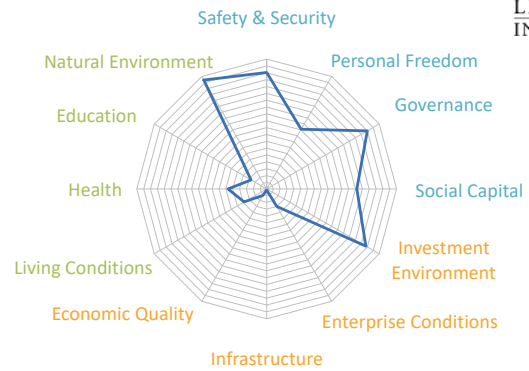 Safety & Security
Natural Environment
Personal Freedom
Education
Governance
Health
Social Capital
Investment
Environment
Living Conditions
Economic Quality
Enterprise Conditions
Infrastructure